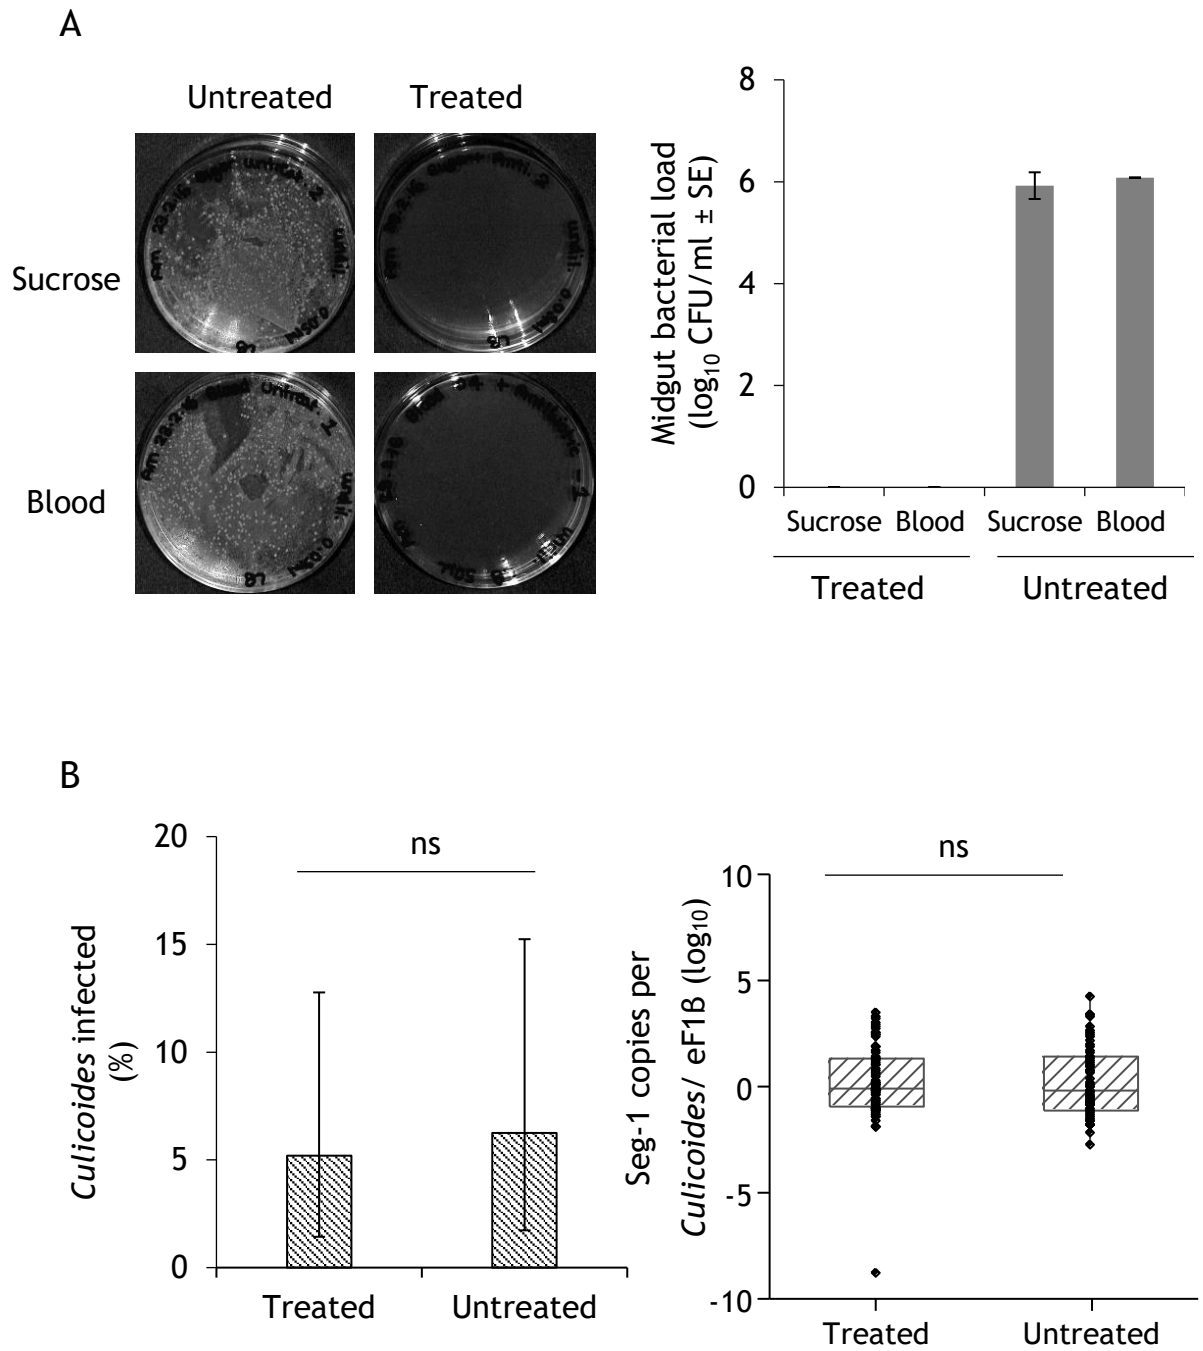 A
Untreated Treated
Sucrose
Blood
Midgut bacterial load
(log₁₀ CFU/ml ± SE)
8
6
4
2
0
Sucrose Blood Sucrose Blood
Treated Untreated
B
Culicoides infected
(%)
20
15
10
5
0
ns
Treated Untreated
Seg-1 copies per
Culicoides/ eF1ß (log₁₀)
10
5
0
-5
-10
ns
Treated Untreated